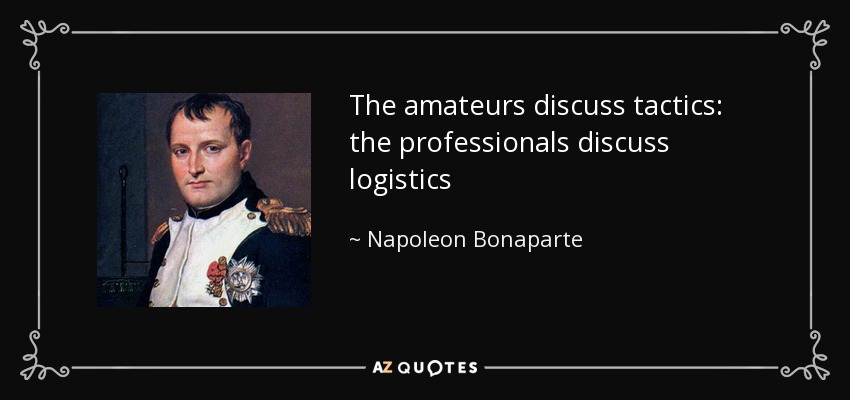 The amateurs discuss tactics:
the professionals discuss
logistics
~ Napoleon Bonaparte
AZ QUOTES